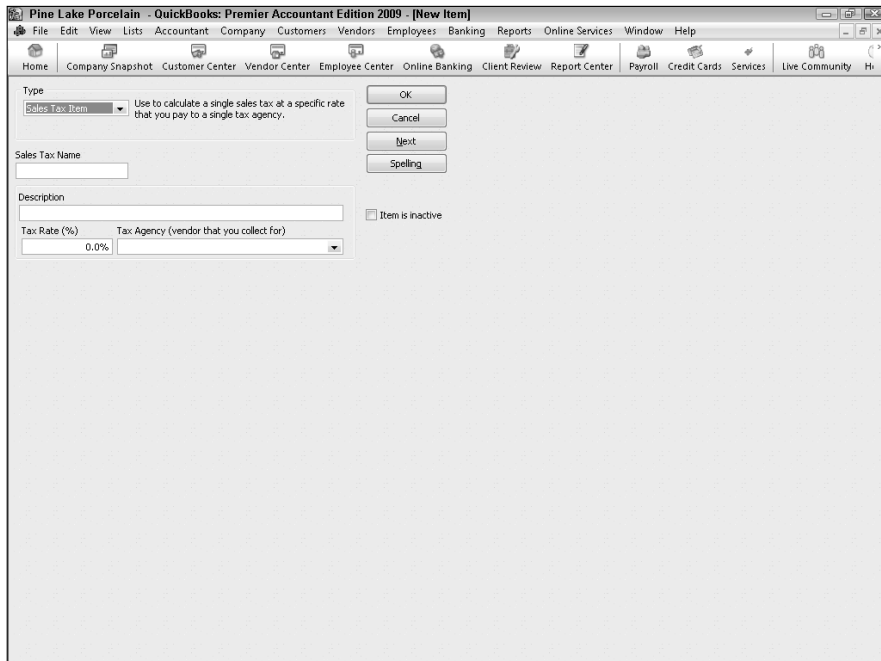 Pine Lake Porcelain - QuickBooks: Premier Accountant Edition 2009 - [New Item]
File Edit View Lists Accountant Company Customers Vendors Employees Banking Reports Online Services Window Help
Home Company Snapshot Customer Center Vendor Center Employee Center Online Banking Client Review Report Center Payroll Credit Cards Services Live Community
Type
Sales Tax Item
Use to calculate a single sales tax at a specific rate
that you pay to a single tax agency.
OK
Cancel
Next
Spelling
Sales Tax Name
Description
Item is inactive
Tax Rate (%) Tax Agency (vendor that you collect for)
0.0%